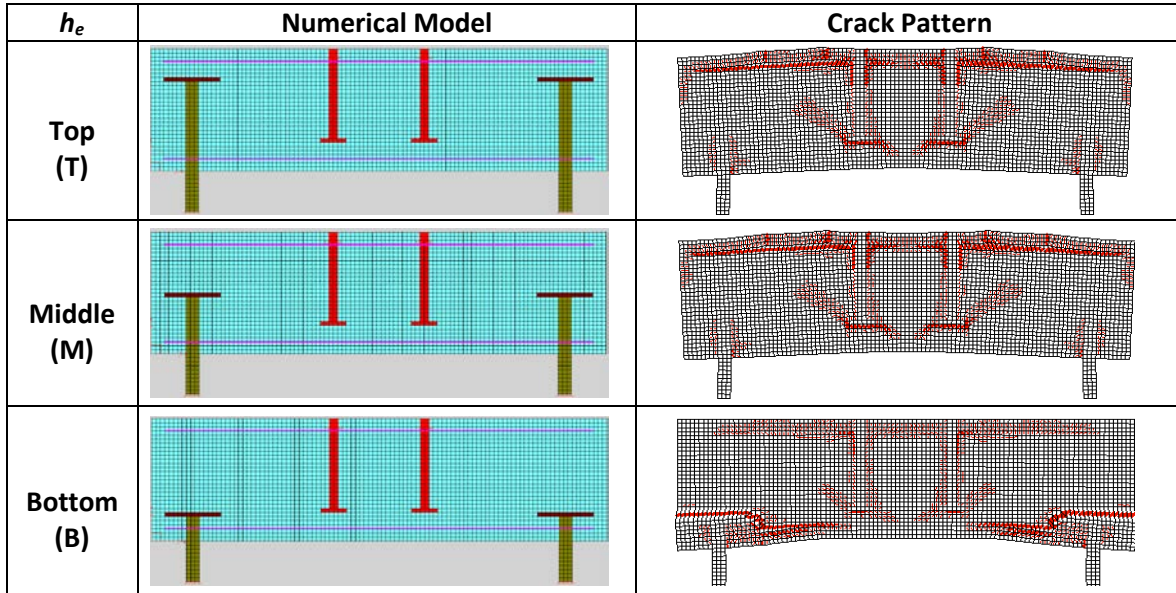 he Numerical Model Crack Pattern
Top
(T)
Middle
(M)
Bottom
(B)